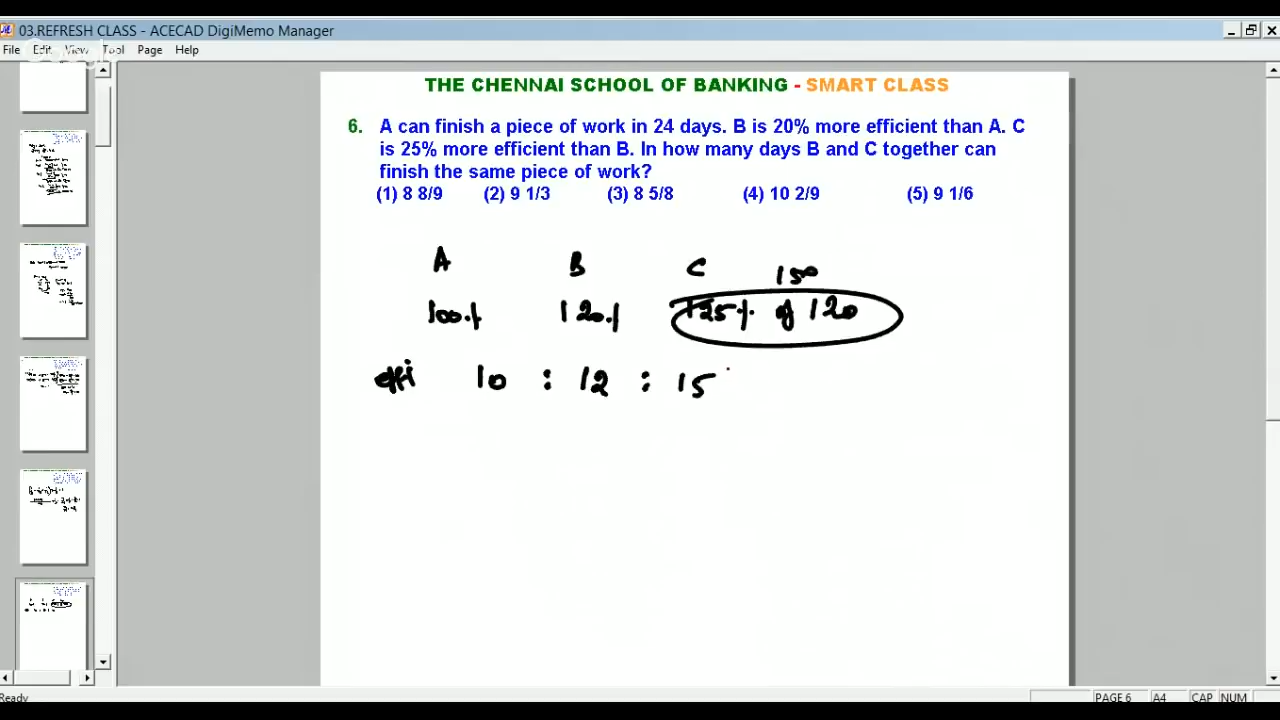 03.REFRESH CLASS - ACECAD DigiMemo Manager
File Edit View Tool Page Help
THE CHENNAI SCHOOL OF BANKING - SMART CLASS
6. A can finish a piece of work in 24 days. B is 20% more efficient than A. C
is 25% more efficient than B. In how many days B and C together can
finish the same piece of work?
(1) 8 8/9 (2) 9 1/3 (3) 8 5/8 (4) 10 2/9 (5) 9 1/6
A B C 150
100% 120% 125% of 120
effi 10 : 12 : 15
Ready PAGE 6 A4 CAP NUM